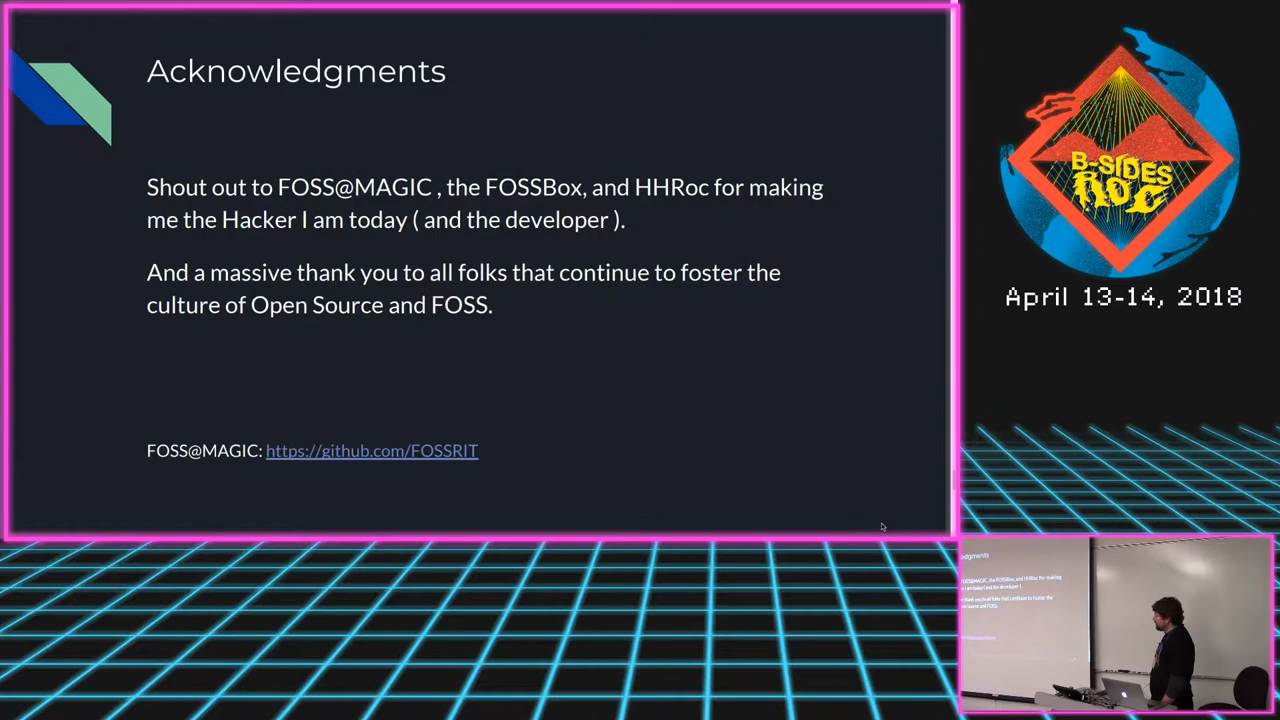 Acknowledgments
Shout out to FOSS@MAGIC , the FOSSBox, and HHRoc for making
me the Hacker I am today ( and the developer ).
And a massive thank you to all folks that continue to foster the
culture of Open Source and FOSS.
FOSS@MAGIC: https://github.com/FOSSRIT
B-SIDES
ROC
April 13-14, 2018